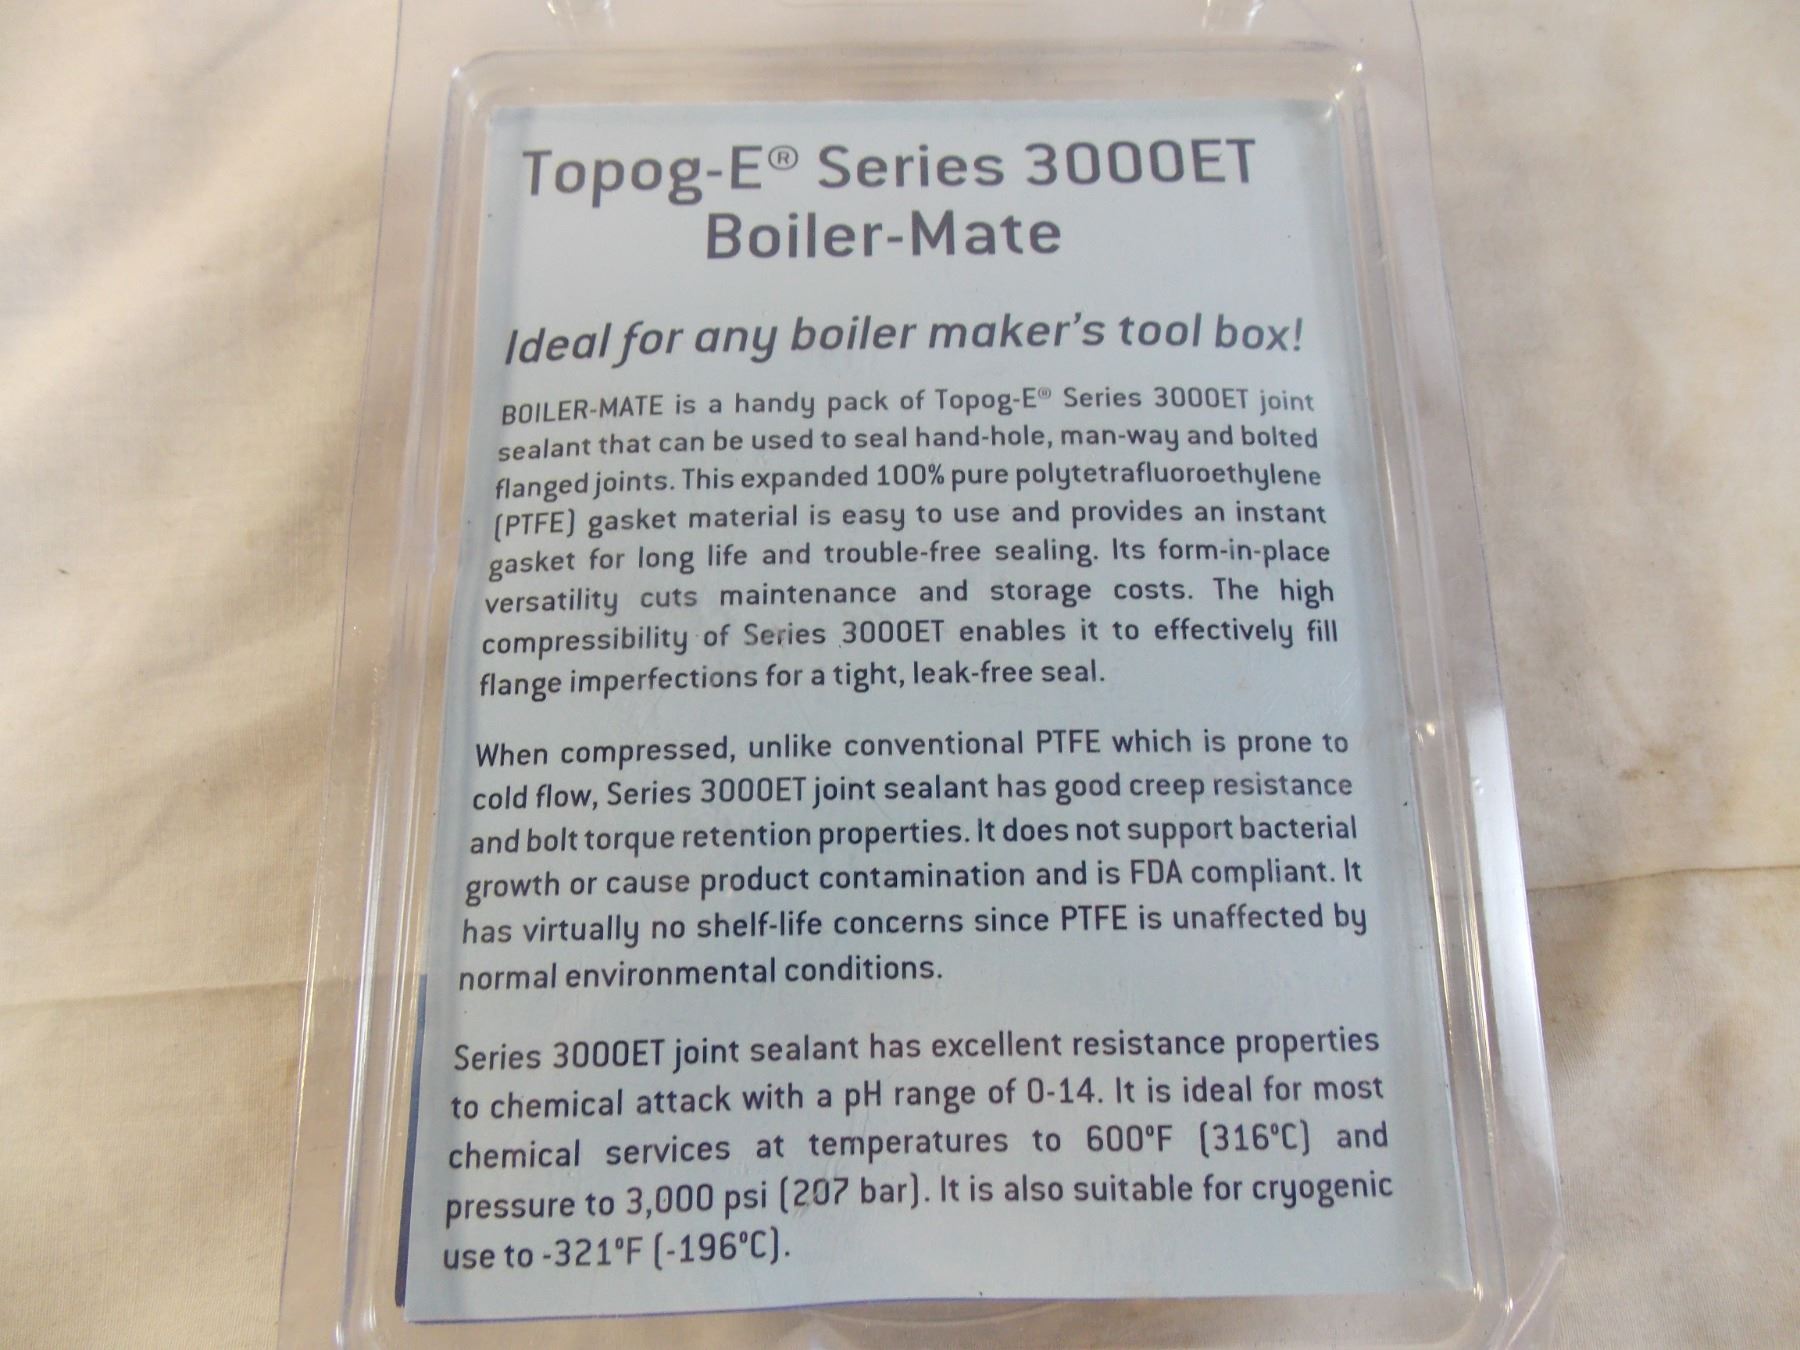 Topog-E® Series 3000ET
Boiler-Mate
Ideal for any boiler maker's tool box!
BOILER-MATE is a handy pack of Topog-E® Series 3000ET joint
sealant that can be used to seal hand-hole, man-way and bolted
flanged joints. This expanded 100% pure polytetrafluoroethylene
(PTFE) gasket material is easy to use and provides an instant
gasket for long life and trouble-free sealing. Its form-in-place
versatility cuts maintenance and storage costs. The high
compressibility of Series 3000ET enables it to effectively fill
flange imperfections for a tight, leak-free seal.
When compressed, unlike conventional PTFE which is prone to
cold flow, Series 3000ET joint sealant has good creep resistance
and bolt torque retention properties. It does not support bacterial
growth or cause product contamination and is FDA compliant. It
has virtually no shelf-life concerns since PTFE is unaffected by
normal environmental conditions.
Series 3000ET joint sealant has excellent resistance properties
to chemical attack with a pH range of 0-14. It is ideal for most
chemical services at temperatures to 600°F (316°C) and
pressure to 3,000 psi (207 bar). It is also suitable for cryogenic
use to -321°F (-196°C).